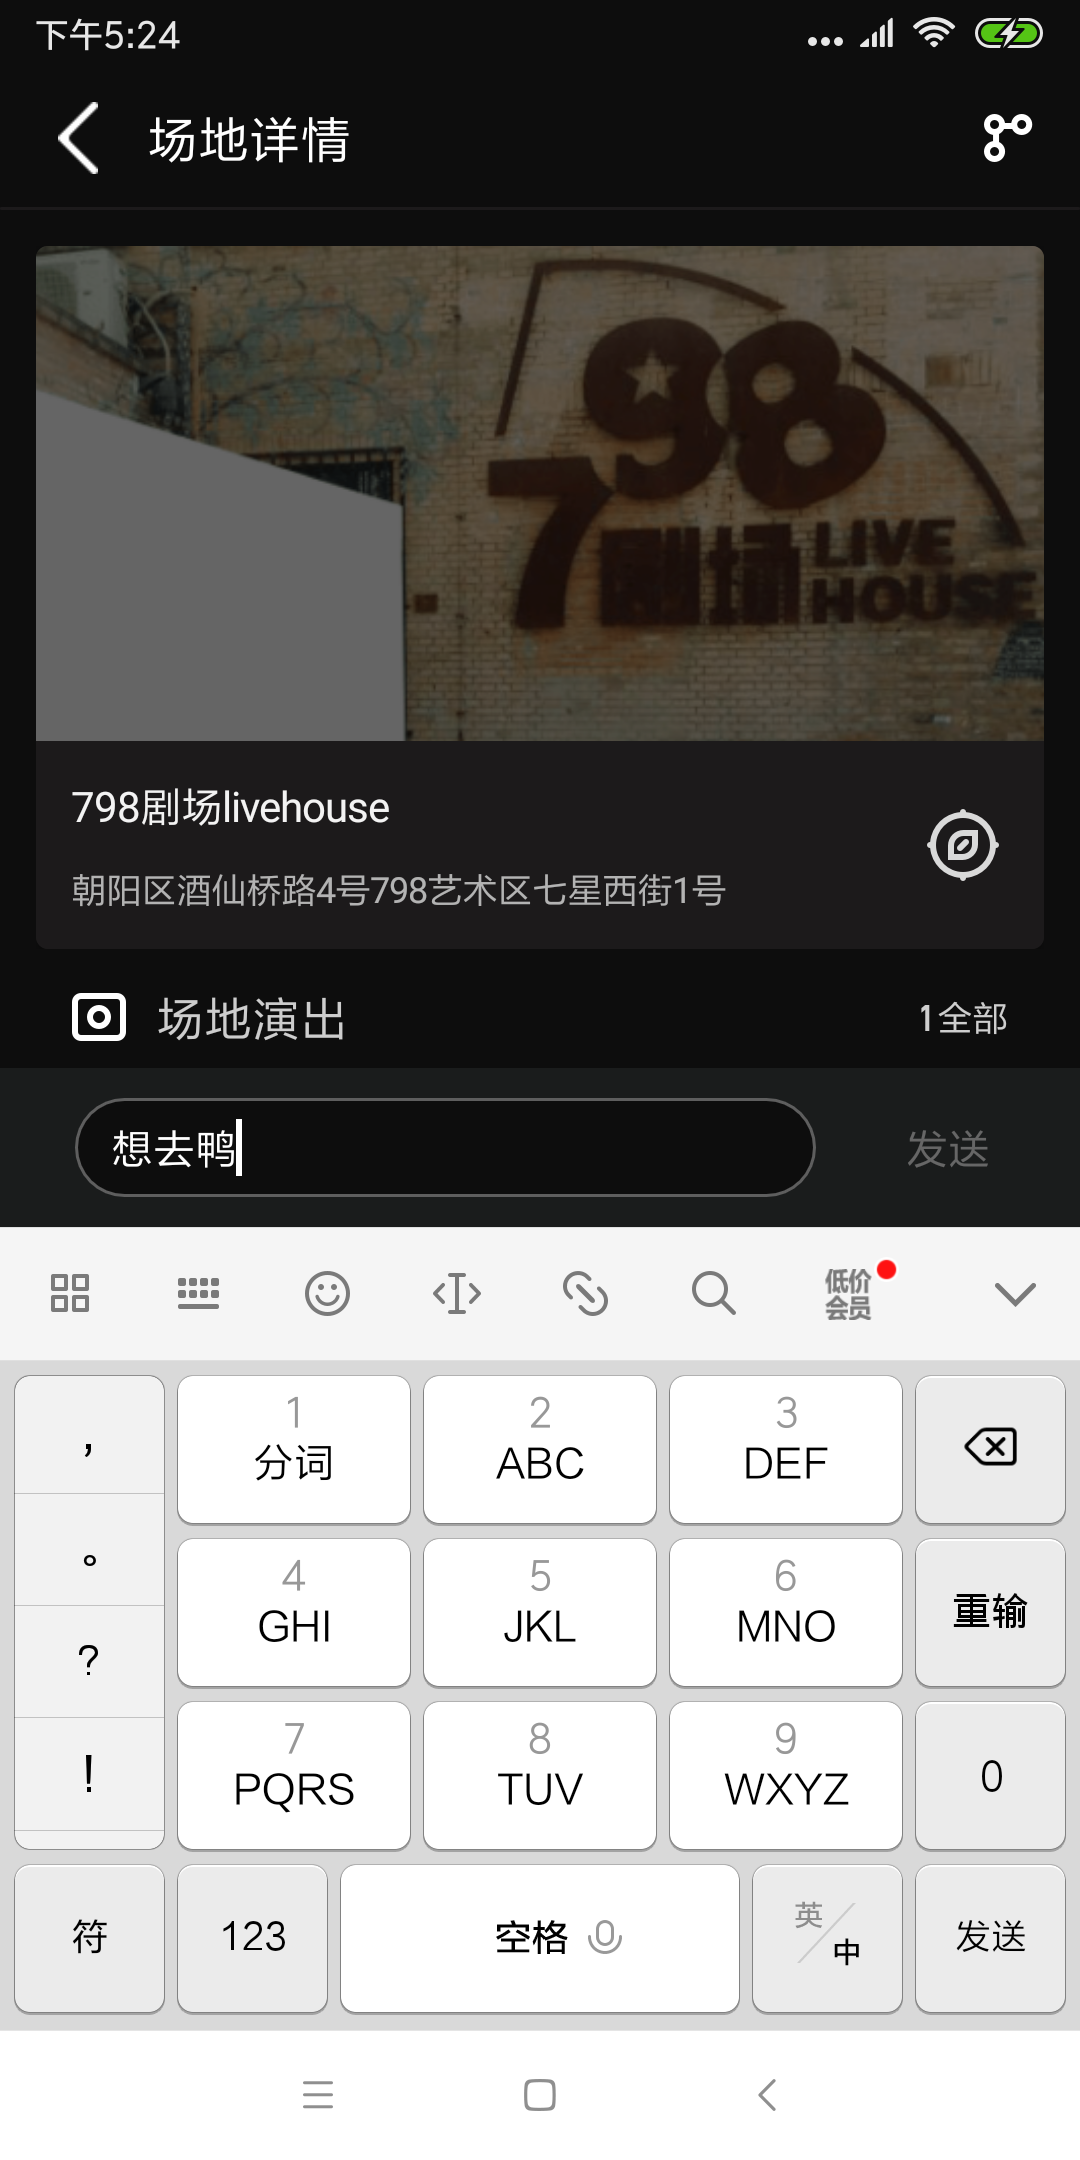 下午5:24
场地详情
98
7剧场 LIVE
HOUSE
798剧场livehouse
朝阳区酒仙桥路4号798艺术区七星西街1号
场地演出
1全部
想去鸭
发送
低价
会员
,
1
分词
2
ABC
3
DEF
。
4
GHI
5
JKL
6
MNO
重输
?
7
PQRS
8
TUV
9
WXYZ
0
!
符
123
空格
英/中
发送